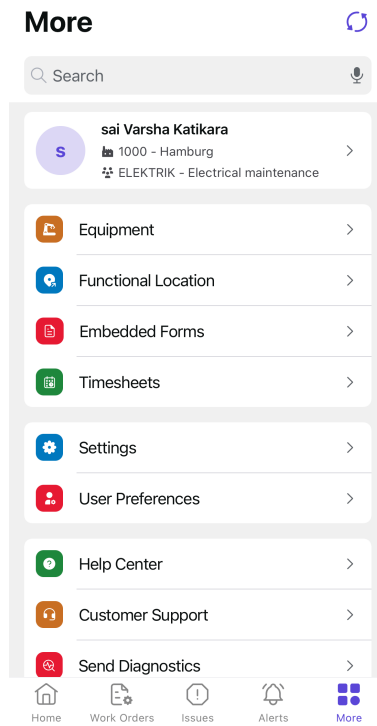 More
Search
s
sai Varsha Katikara
1000 - Hamburg
ELEKTRIK - Electrical maintenance
Equipment
Functional Location
Embedded Forms
Timesheets
Settings
User Preferences
Help Center
Customer Support
Send Diagnostics
Home Work Orders Issues Alerts More